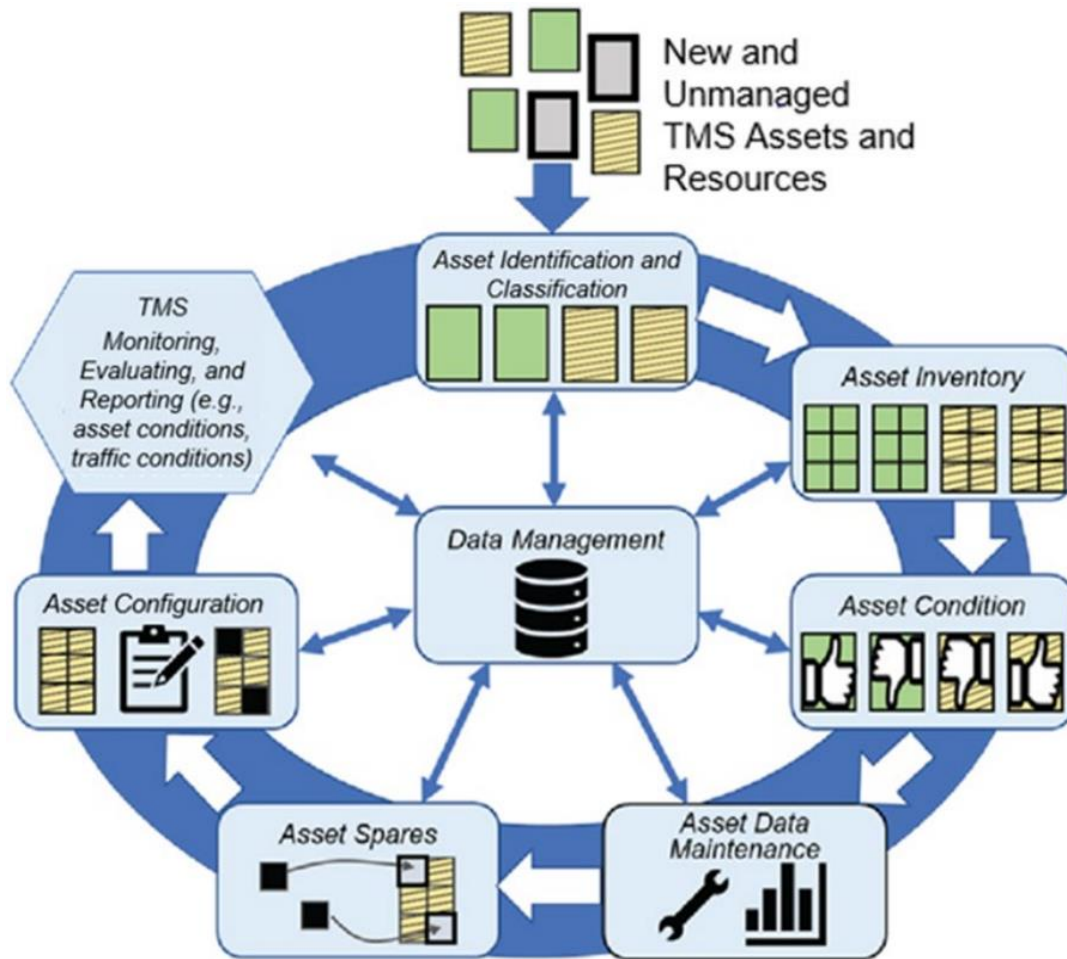 New and
Unmanaged
TMS Assets and
Resources
Asset Identification and
Classification
TMS
Monitoring,
Evaluating, and
Reporting (e.g.,
asset conditions,
traffic conditions)
Asset Inventory
Data Management
Asset Configuration
Asset Condition
Asset Spares
Asset Data
Maintenance